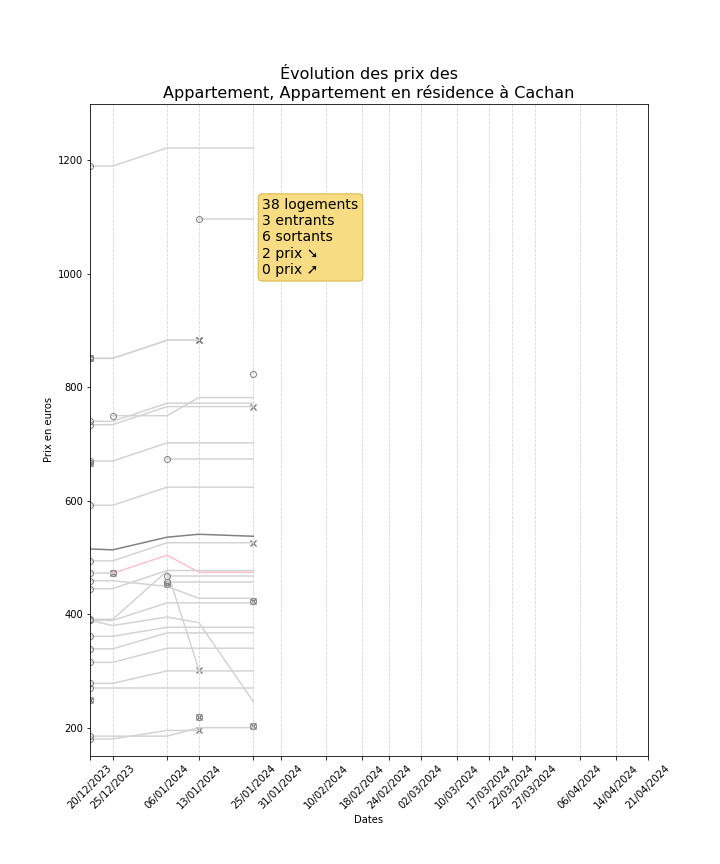 Évolution des prix des
Appartement, Appartement en résidence à Cachan
1200
38 logements
3 entrants
6 sortants
2 prix ➘
0 prix ➚
1000
800
Prix en euros
600
400
200
20/12/2023
25/12/2023
06/01/2024
13/01/2024
25/01/2024
31/01/2024
10/02/2024
18/02/2024
24/02/2024
02/03/2024
10/03/2024
17/03/2024
22/03/2024
27/03/2024
06/04/2024
14/04/2024
21/04/2024
Dates